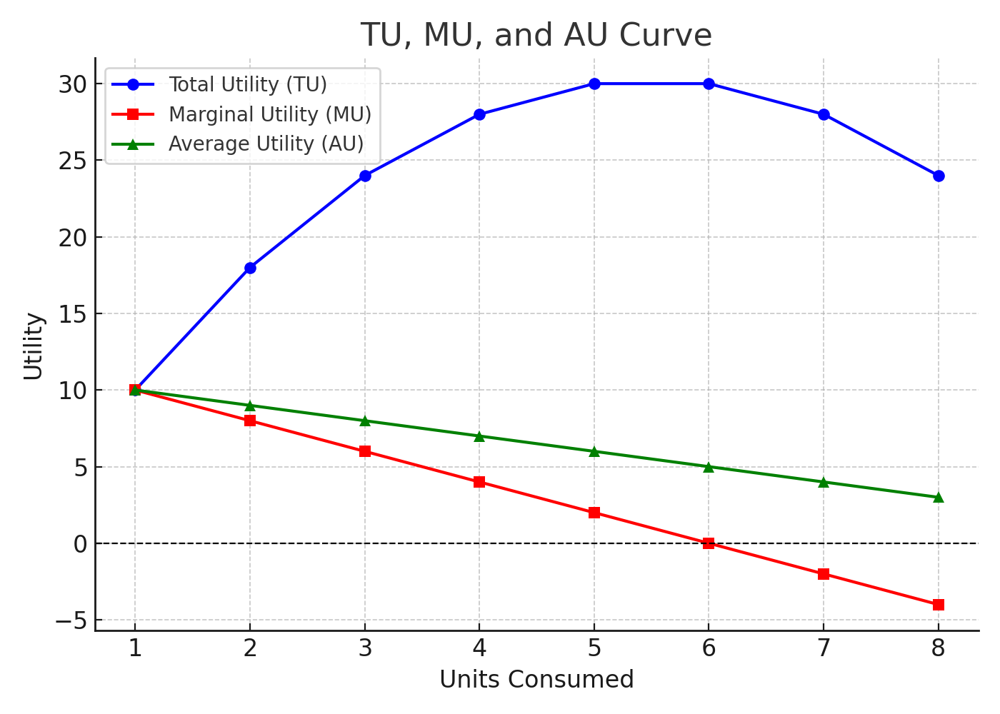 TU, MU, and AU Curve
Total Utility (TU)
Marginal Utility (MU)
Average Utility (AU)
30
25
20
15
10
5
0
−5
Utility
1 2 3 4 5 6 7 8
Units Consumed